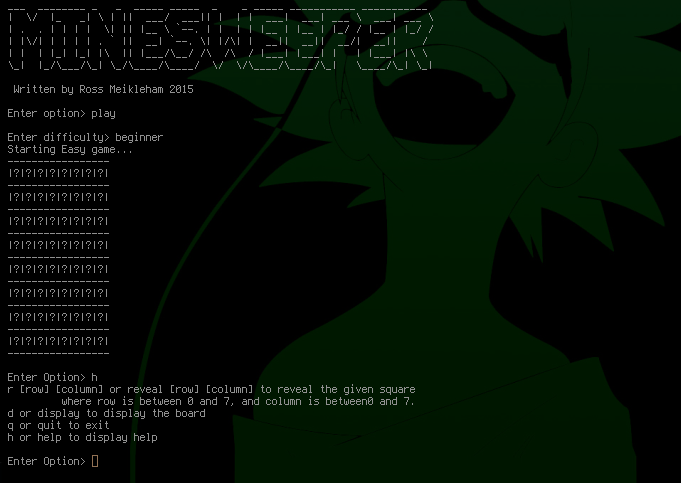 MINESWEEPER
Written by Ross Meikleham 2015
Enter option> play
Enter difficulty> beginner
Starting Easy game...
-----------------
|?|?|?|?|?|?|?|?|
-----------------
|?|?|?|?|?|?|?|?|
-----------------
|?|?|?|?|?|?|?|?|
-----------------
|?|?|?|?|?|?|?|?|
-----------------
|?|?|?|?|?|?|?|?|
-----------------
|?|?|?|?|?|?|?|?|
-----------------
|?|?|?|?|?|?|?|?|
-----------------
|?|?|?|?|?|?|?|?|
-----------------
Enter Option> h
r [row] [column] or reveal [row] [column] to reveal the given square
where row is between 0 and 7, and column is between0 and 7.
d or display to display the board
q or quit to exit
h or help to display help
Enter Option>